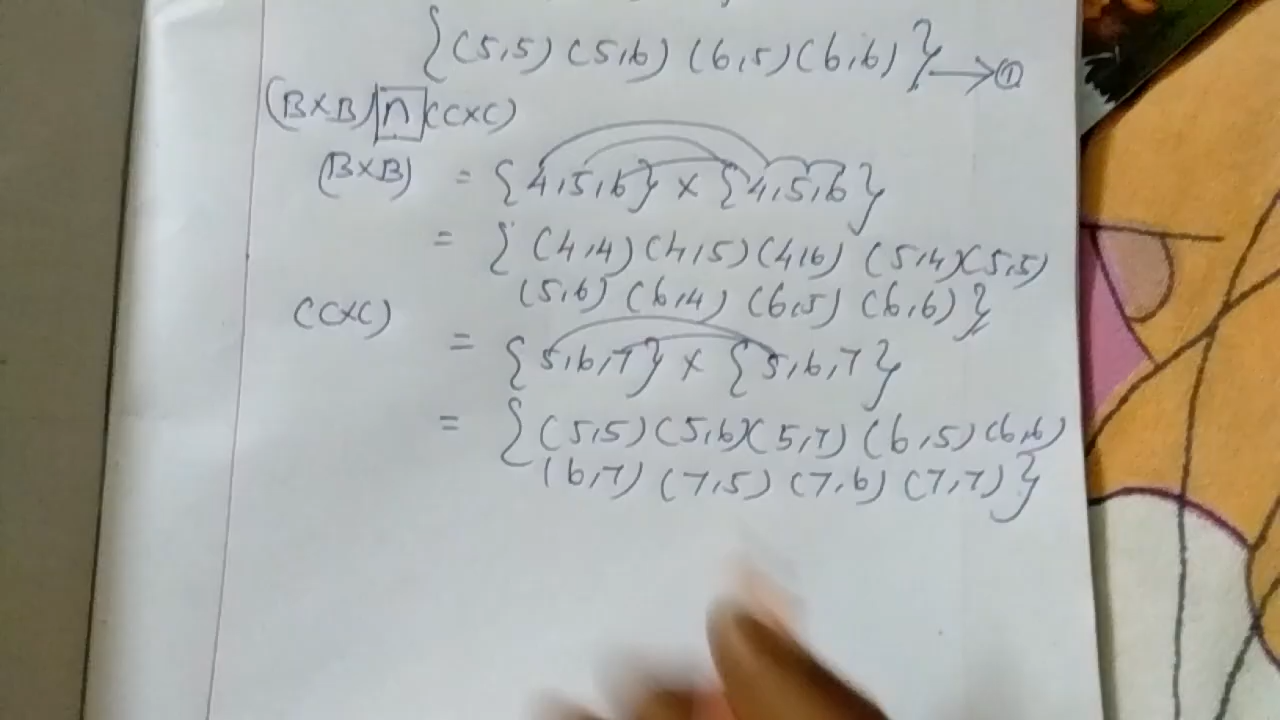 {(5,5) (5,6) (6,5) (6,6)} → ①
(B×B) ∩ (C×C)
(B×B) = {4,5,6} × {4,5,6}
= { (4,4) (4,5) (4,6) (5,4) (5,5)
(5,6) (6,4) (6,5) (6,6) }
(C×C)
= {5,6,7} × {5,6,7}
= { (5,5) (5,6) (5,7) (6,5) (6,6)
(6,7) (7,5) (7,6) (7,7) }